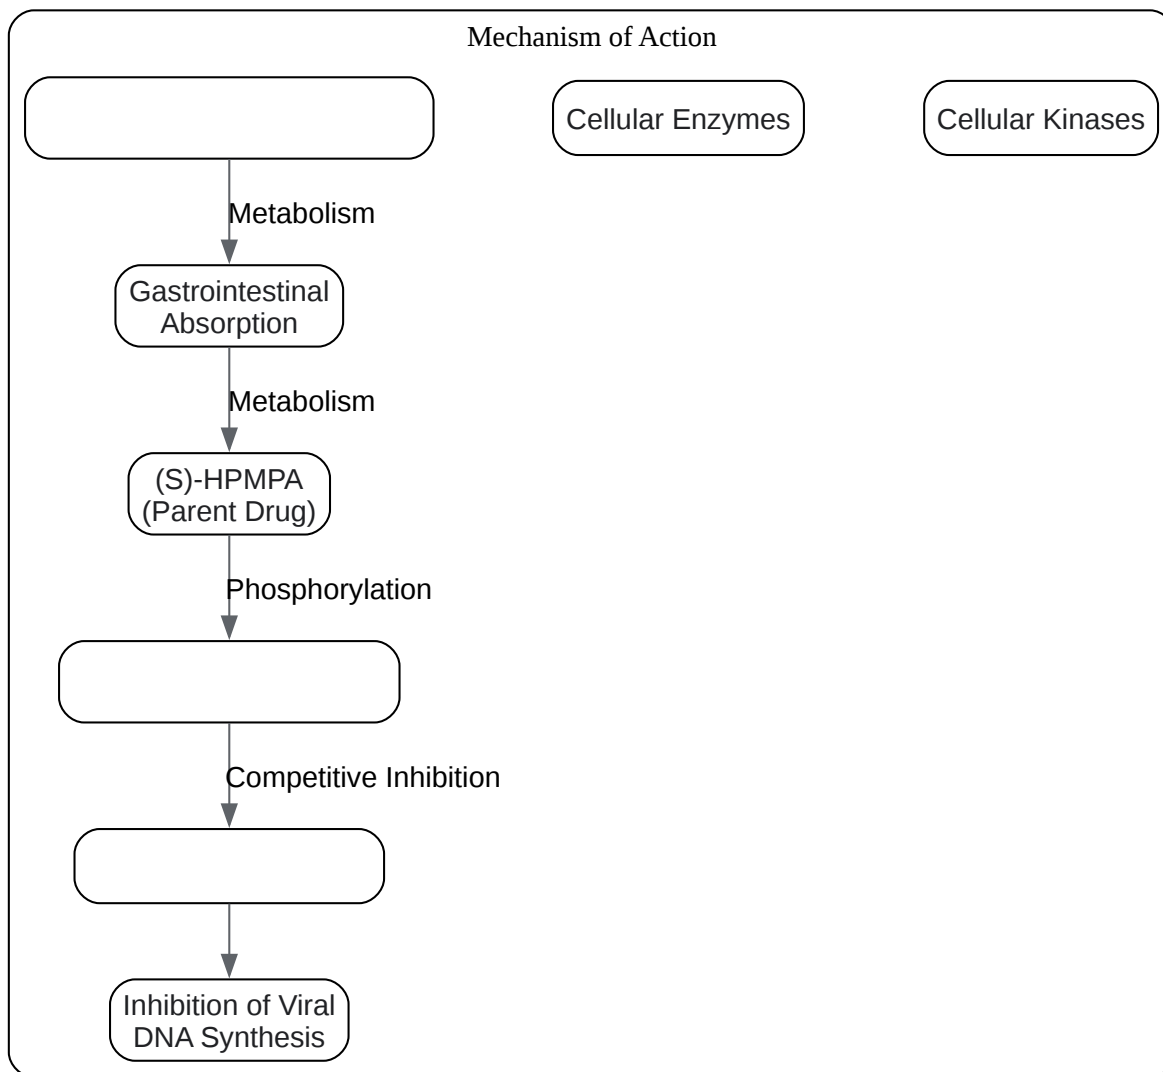 Mechanism of Action
Cellular Enzymes
Cellular Kinases
Metabolism
Gastrointestinal
Absorption
Metabolism
(S)-HPMPA
(Parent Drug)
Phosphorylation
Competitive Inhibition
Inhibition of Viral
DNA Synthesis